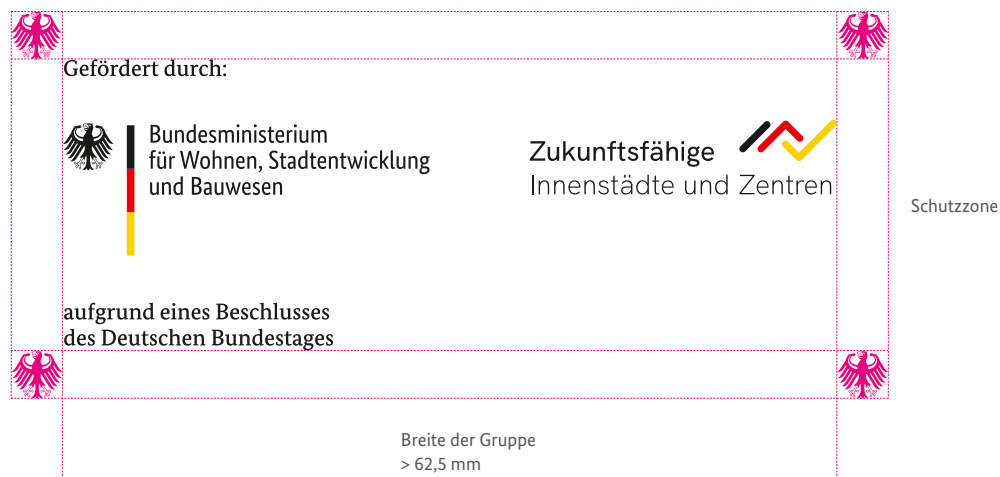 Gefördert durch:
Bundesministerium
für Wohnen, Stadtentwicklung
und Bauwesen
Zukunftsfähige
Innenstädte und Zentren
Schutzzone
aufgrund eines Beschlusses
des Deutschen Bundestages
Breite der Gruppe
> 62,5 mm